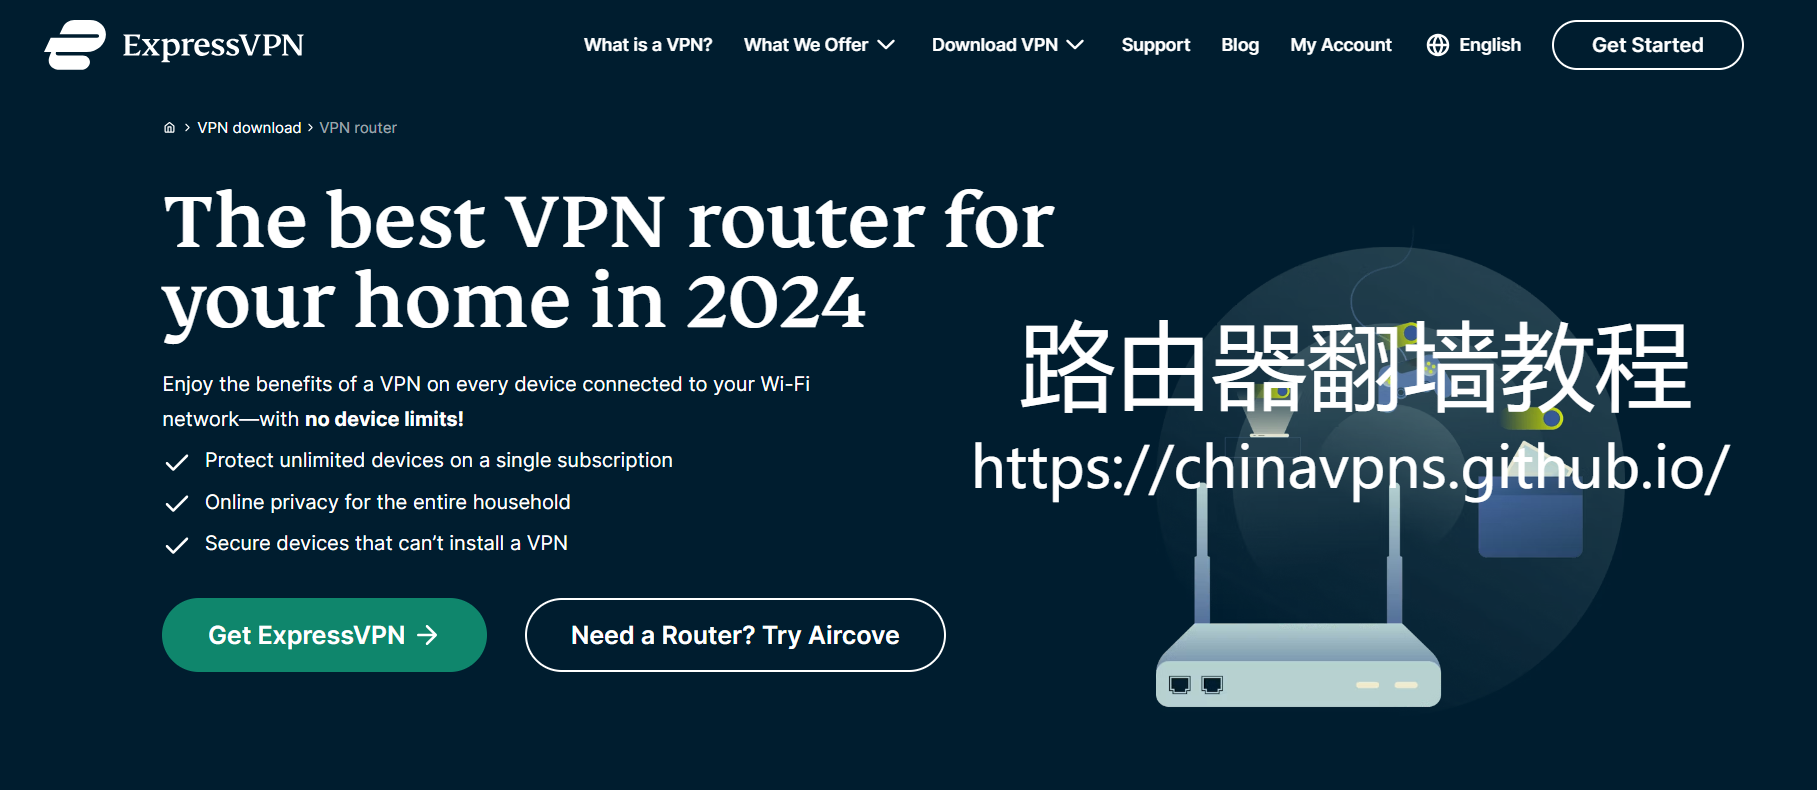 ExpressVPN
What is a VPN? What We Offer Download VPN Support Blog My Account English Get Started
VPN download > VPN router
The best VPN router for
your home in 2024
Enjoy the benefits of a VPN on every device connected to your Wi-Fi
network—with no device limits!
Protect unlimited devices on a single subscription
Online privacy for the entire household
Secure devices that can’t install a VPN
Get ExpressVPN →
Need a Router? Try Aircove
路由器翻墙教程
https://chinavpns.github.io/